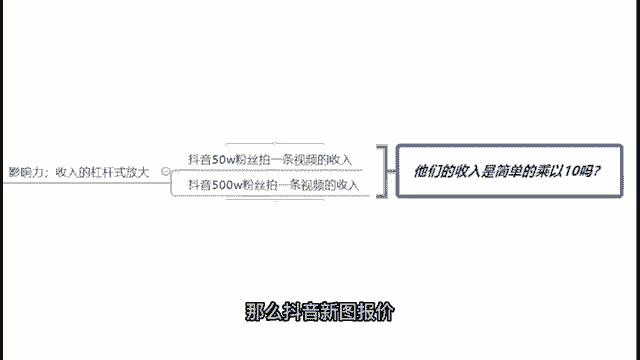 影响力；收入的杠杆式放大
抖音50w粉丝拍一条视频的收入
抖音500w粉丝拍一条视频的收入
他们的收入是简单的乘以10吗？
那么抖音新图报价